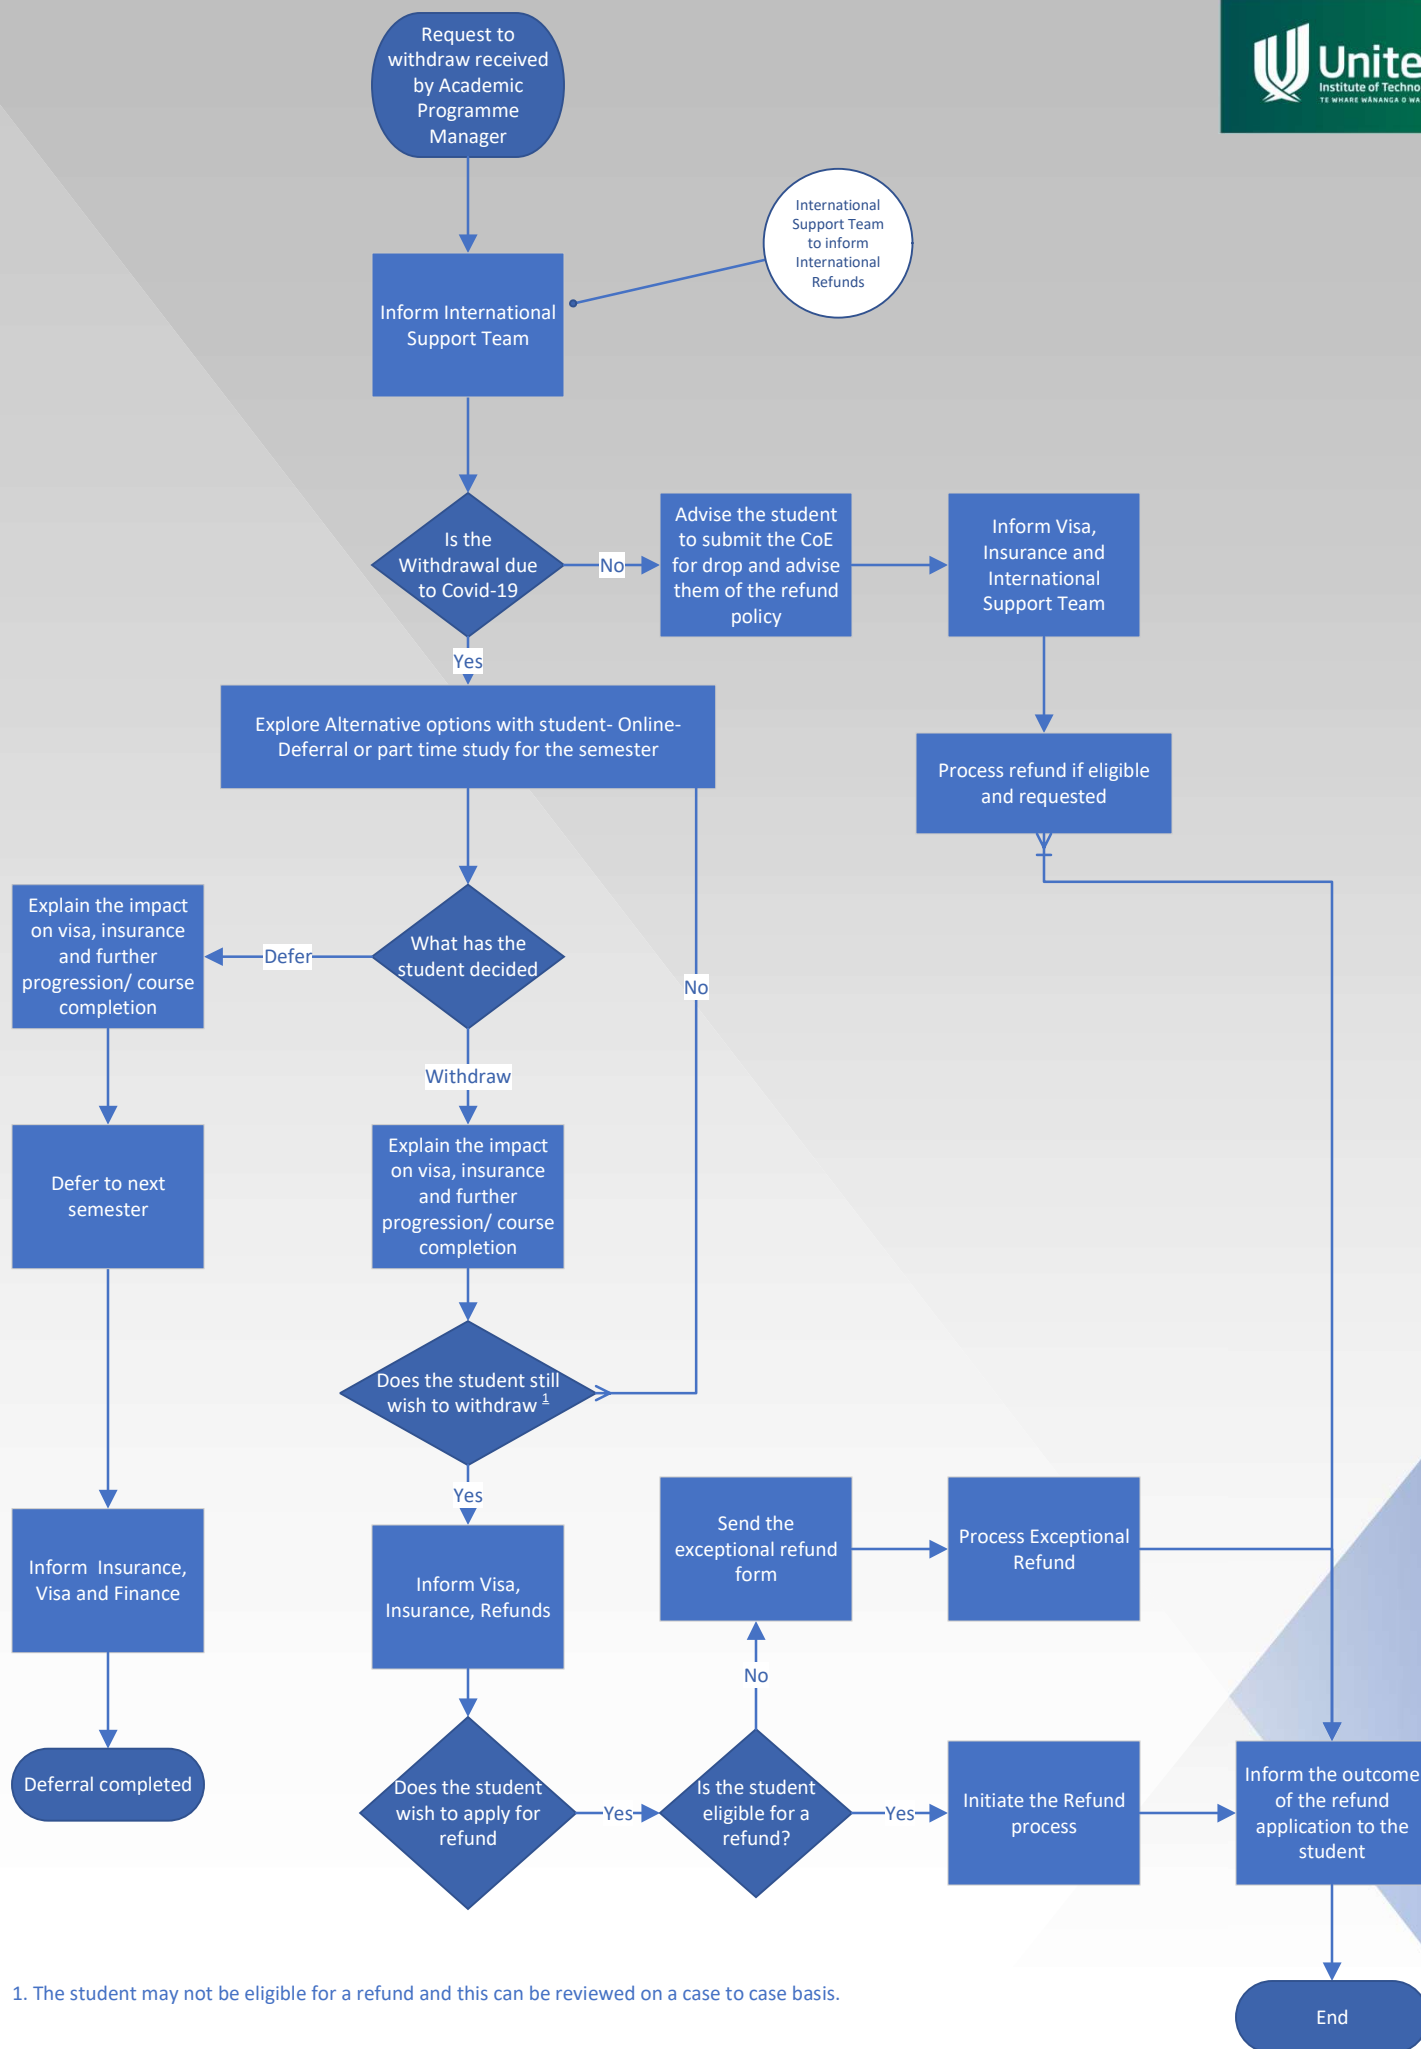 Request to
withdraw received
by Academic
Programme
Manager
Unite
Institute of Techno
TE WHARE WĀNANGA O WA
International
Support Team
to inform
International
Refunds
Inform International
Support Team
Is the
Withdrawal due
to Covid-19
No
Advise the student
to submit the CoE
for drop and advise
them of the refund
policy
Inform Visa,
Insurance and
International
Support Team
Yes
Explore Alternative options with student- Online-
Deferral or part time study for the semester
Process refund if eligible
and requested
Explain the impact
on visa, insurance
and further
progression/ course
completion
Defer
What has the
student decided
No
Withdraw
Defer to next
semester
Explain the impact
on visa, insurance
and further
progression/ course
completion
Does the student still
wish to withdraw 1
Yes
Inform  Insurance,
Visa and Finance
Inform Visa,
Insurance, Refunds
Send the
exceptional refund
form
Process Exceptional
Refund
No
Deferral completed
Does the student
wish to apply for
refund
Yes
Is the student
eligible for a
refund?
Yes
Initiate the Refund
process
Inform the outcome
of the refund
application to the
student
1. The student may not be eligible for a refund and this can be reviewed on a case to case basis.
End